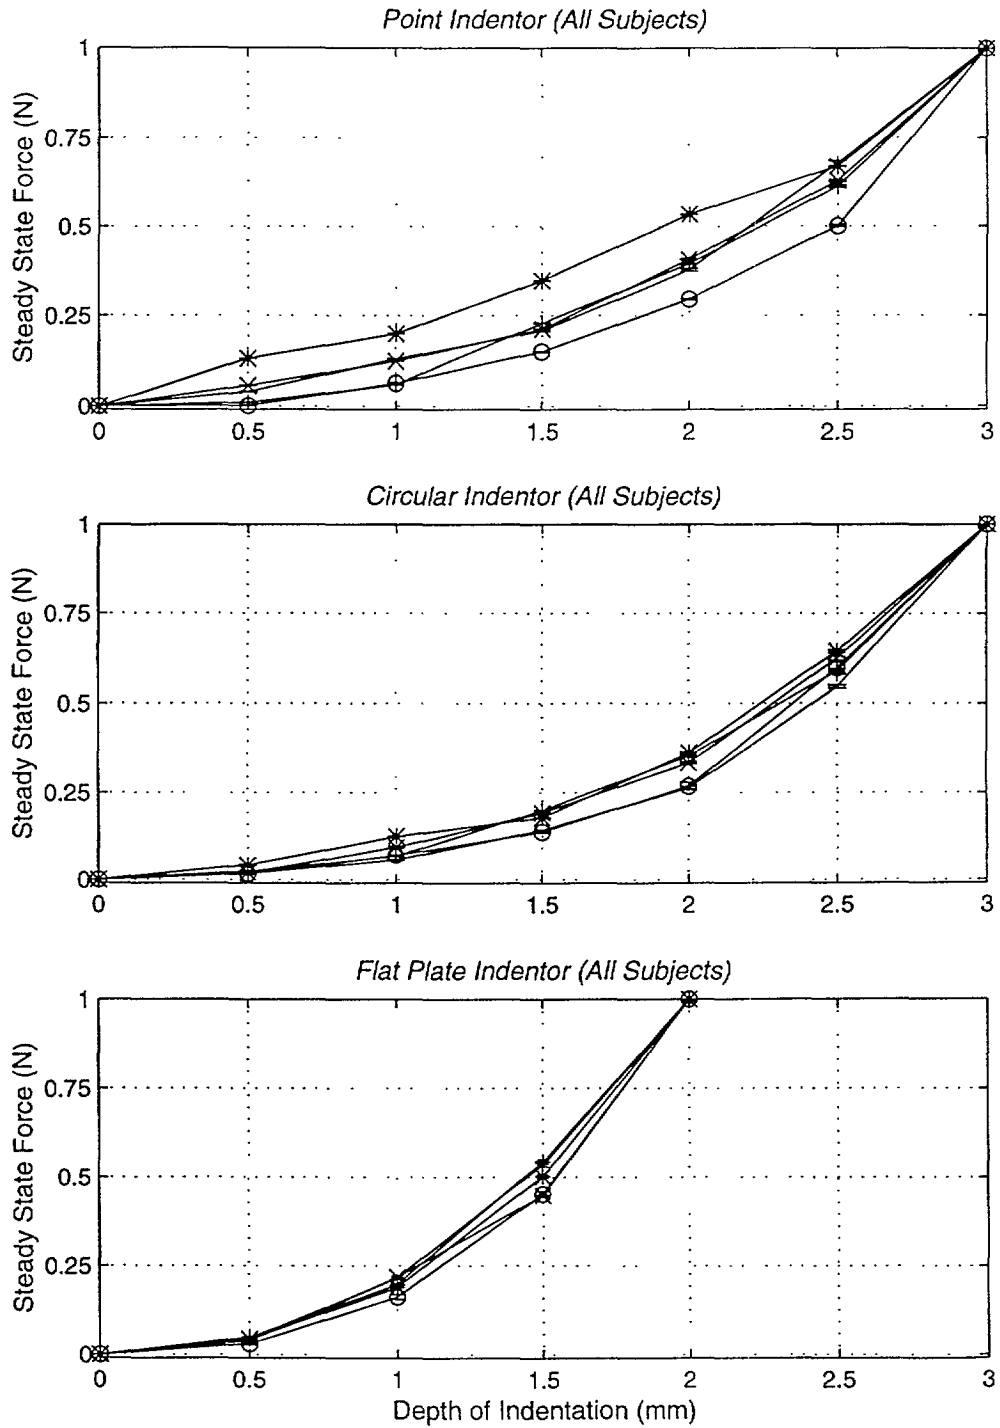 Point Indentor (All Subjects)
Steady State Force (N)
1
0.75
0.5
0.25
0
0 0.5 1 1.5 2 2.5 3
Circular Indentor (All Subjects)
Steady State Force (N)
1
0.75
0.5
0.25
0
0 0.5 1 1.5 2 2.5 3
Flat Plate Indentor (All Subjects)
Steady State Force (N)
1
0.75
0.5
0.25
0
0 0.5 1 1.5 2 2.5 3
Depth of Indentation (mm)